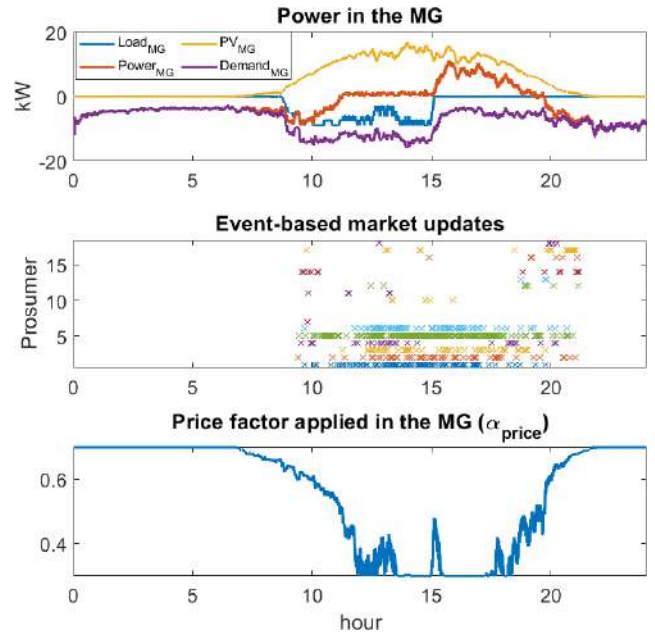 Power in the MG
20
0
-20
kW
Load_MG
PV_MG
Power_MG
Demand_MG
0 5 10 15 20
Event-based market updates
15
10
5
Prosumer
0 5 10 15 20
Price factor applied in the MG (α_price)
0.6
0.4
0 5 10 15 20
hour